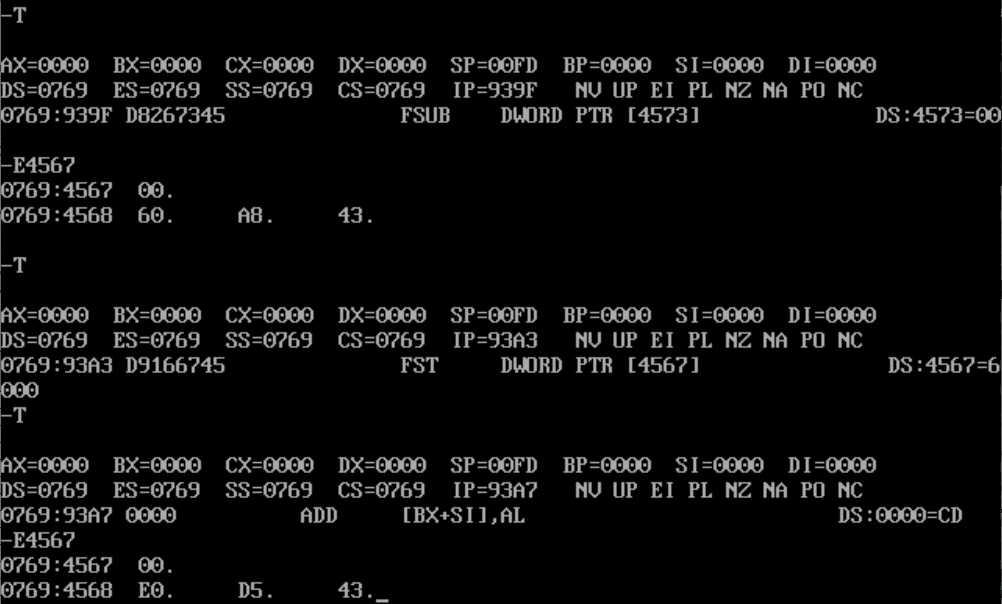 -T
AX=0000  BX=0000  CX=0000  DX=0000  SP=00FD  BP=0000  SI=0000  DI=0000
DS=0769  ES=0769  SS=0769  CS=0769  IP=939F   NV UP EI PL NZ NA PO NC
0769:939F D8267345              FSUB    DWORD PTR [4573]              DS:4573=00
-E4567
0769:4567  00.
0769:4568  60.     A8.     43.
-T
AX=0000  BX=0000  CX=0000  DX=0000  SP=00FD  BP=0000  SI=0000  DI=0000
DS=0769  ES=0769  SS=0769  CS=0769  IP=93A3   NV UP EI PL NZ NA PO NC
0769:93A3 D9166745              FST     DWORD PTR [4567]               DS:4567=6
000
-T
AX=0000  BX=0000  CX=0000  DX=0000  SP=00FD  BP=0000  SI=0000  DI=0000
DS=0769  ES=0769  SS=0769  CS=0769  IP=93A7   NV UP EI PL NZ NA PO NC
0769:93A7 0000          ADD     [BX+SI],AL                         DS:0000=CD
-E4567
0769:4567  00.
0769:4568  E0.     D5.     43._